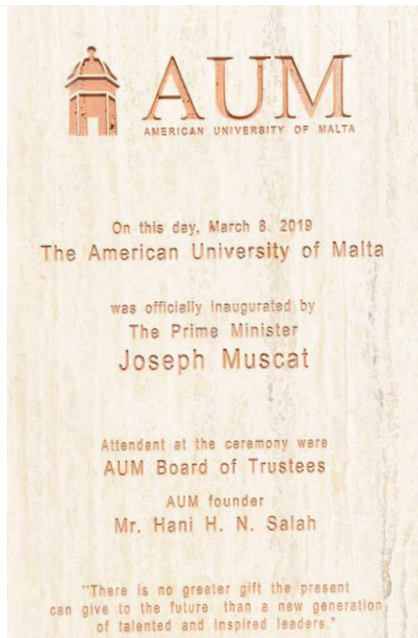 AUM
AMERICAN UNIVERSITY OF MALTA
On this day, March 8, 2019
The American University of Malta
was officially inaugurated by
The Prime Minister
Joseph Muscat
Attendant at the ceremony were
AUM Board of Trustees
AUM founder
Mr. Hani H. N. Salah
"There is no greater gift the present
can give to the future than a new generation
of talented and inspired leaders."